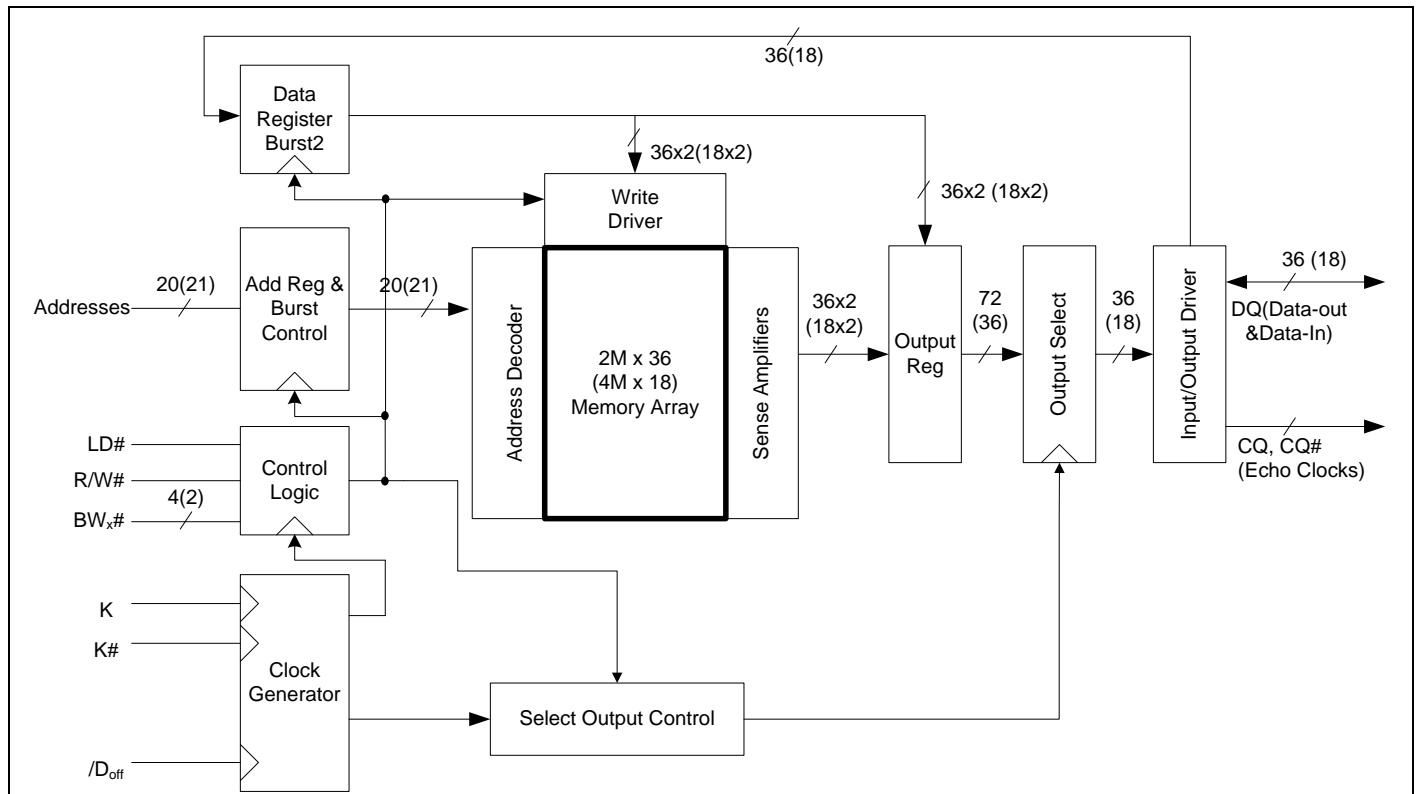 36(18)
Data
Register
Burst2
36x2(18x2)
Write
Driver
36x2 (18x2)
Addresses
20(21)
Add Reg &
Burst
Control
20(21)
Address Decoder
2M x 36
(4M x 18)
Memory Array
Sense Amplifiers
36x2
(18x2)
Output
Reg
72
(36)
Output Select
36
(18)
Input/Output Driver
36 (18)
DQ(Data-out
&Data-In)
CQ, CQ#
(Echo Clocks)
LD#
R/W#
BWx#
4(2)
Control
Logic
K
K#
/Doff
Clock
Generator
Select Output Control